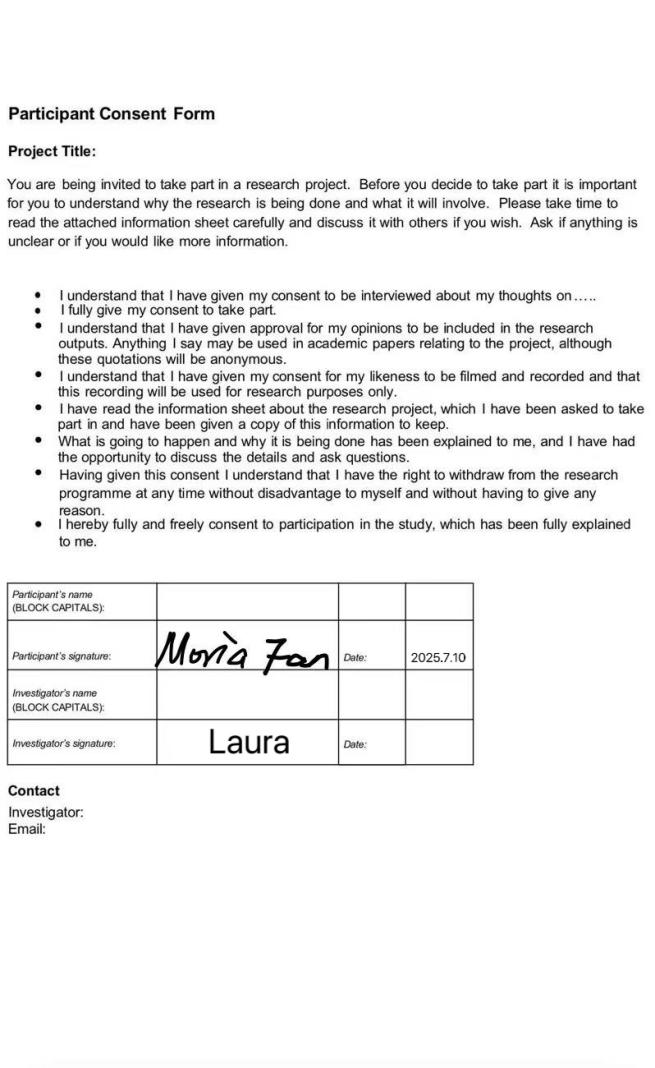 Participant Consent Form
Project Title:
You are being invited to take part in a research project. Before you decide to take part it is important
for you to understand why the research is being done and what it will involve. Please take time to
read the attached information sheet carefully and discuss it with others if you wish. Ask if anything is
unclear or if you would like more information.
• I understand that I have given my consent to be interviewed about my thoughts on…..
• I fully give my consent to take part.
• I understand that I have given approval for my opinions to be included in the research
outputs. Anything I say may be used in academic papers relating to the project, although
these quotations will be anonymous.
• I understand that I have given my consent for my likeness to be filmed and recorded and that
this recording will be used for research purposes only.
• I have read the information sheet about the research project, which I have been asked to take
part in and have been given a copy of this information to keep.
• What is going to happen and why it is being done has been explained to me, and I have had
the opportunity to discuss the details and ask questions.
• Having given this consent I understand that I have the right to withdraw from the research
programme at any time without disadvantage to myself and without having to give any
reason.
• I hereby fully and freely consent to participation in the study, which has been fully explained
to me.
Participant's name
(BLOCK CAPITALS):
Participant's signature: Moria Fan Date: 2025.7.10
Investigator's name
(BLOCK CAPITALS):
Investigator's signature: Laura Date:
Contact
Investigator:
Email: